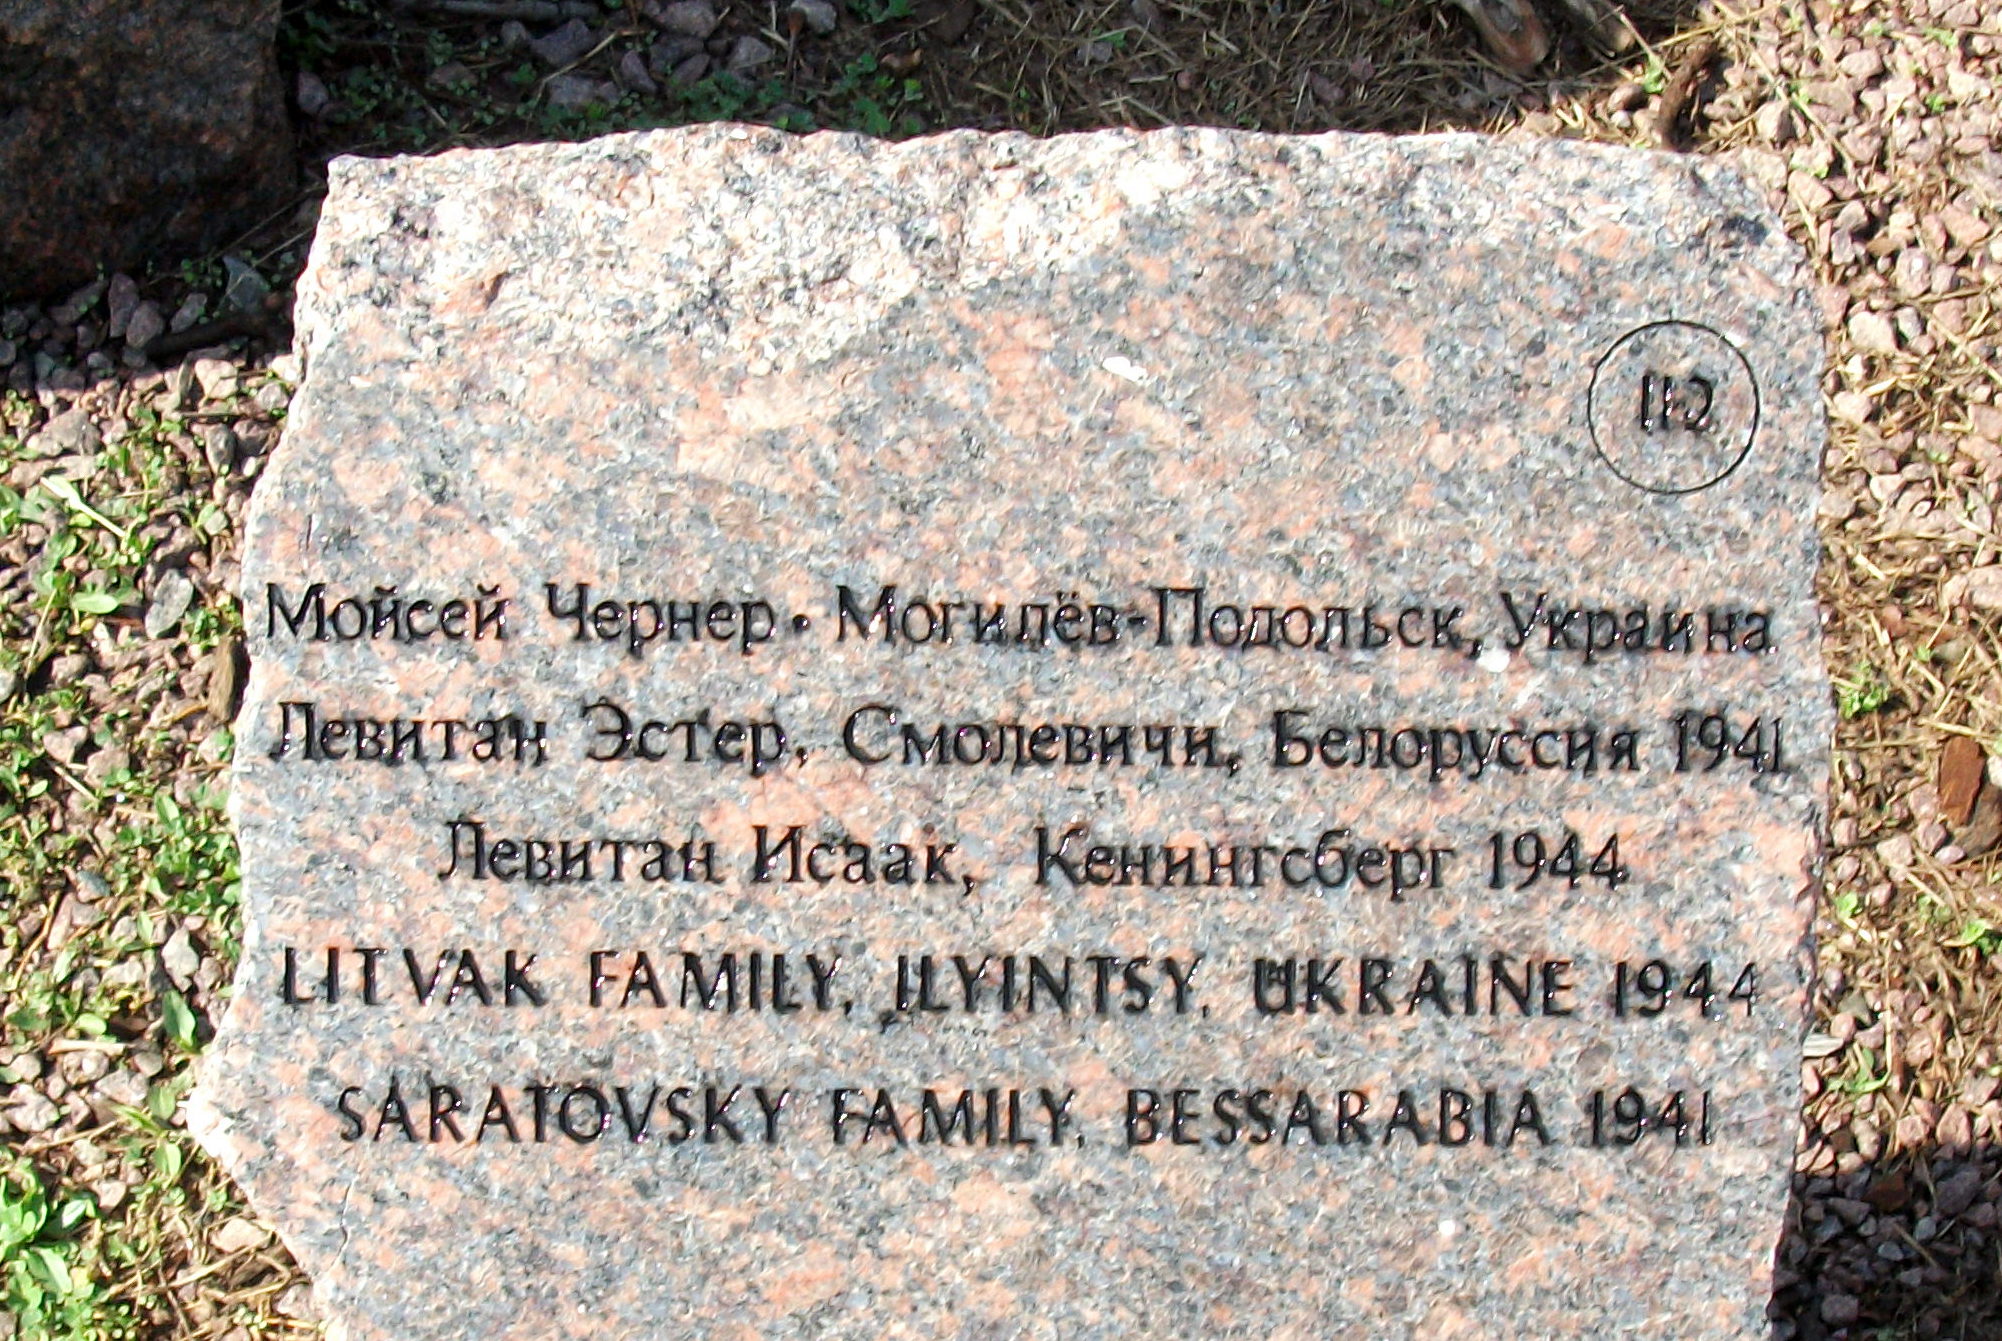 112
Мойсей Чернер. Могилёв-Подольск, Украина
Левитан Эстер, Смолевичи, Белоруссия 1941
Левитан Исаак, Кенингсберг 1944
LITVAK FAMILY, ILYINTSY, UKRAINE 1944
SARATOVSKY FAMILY, BESSARABIA 1941